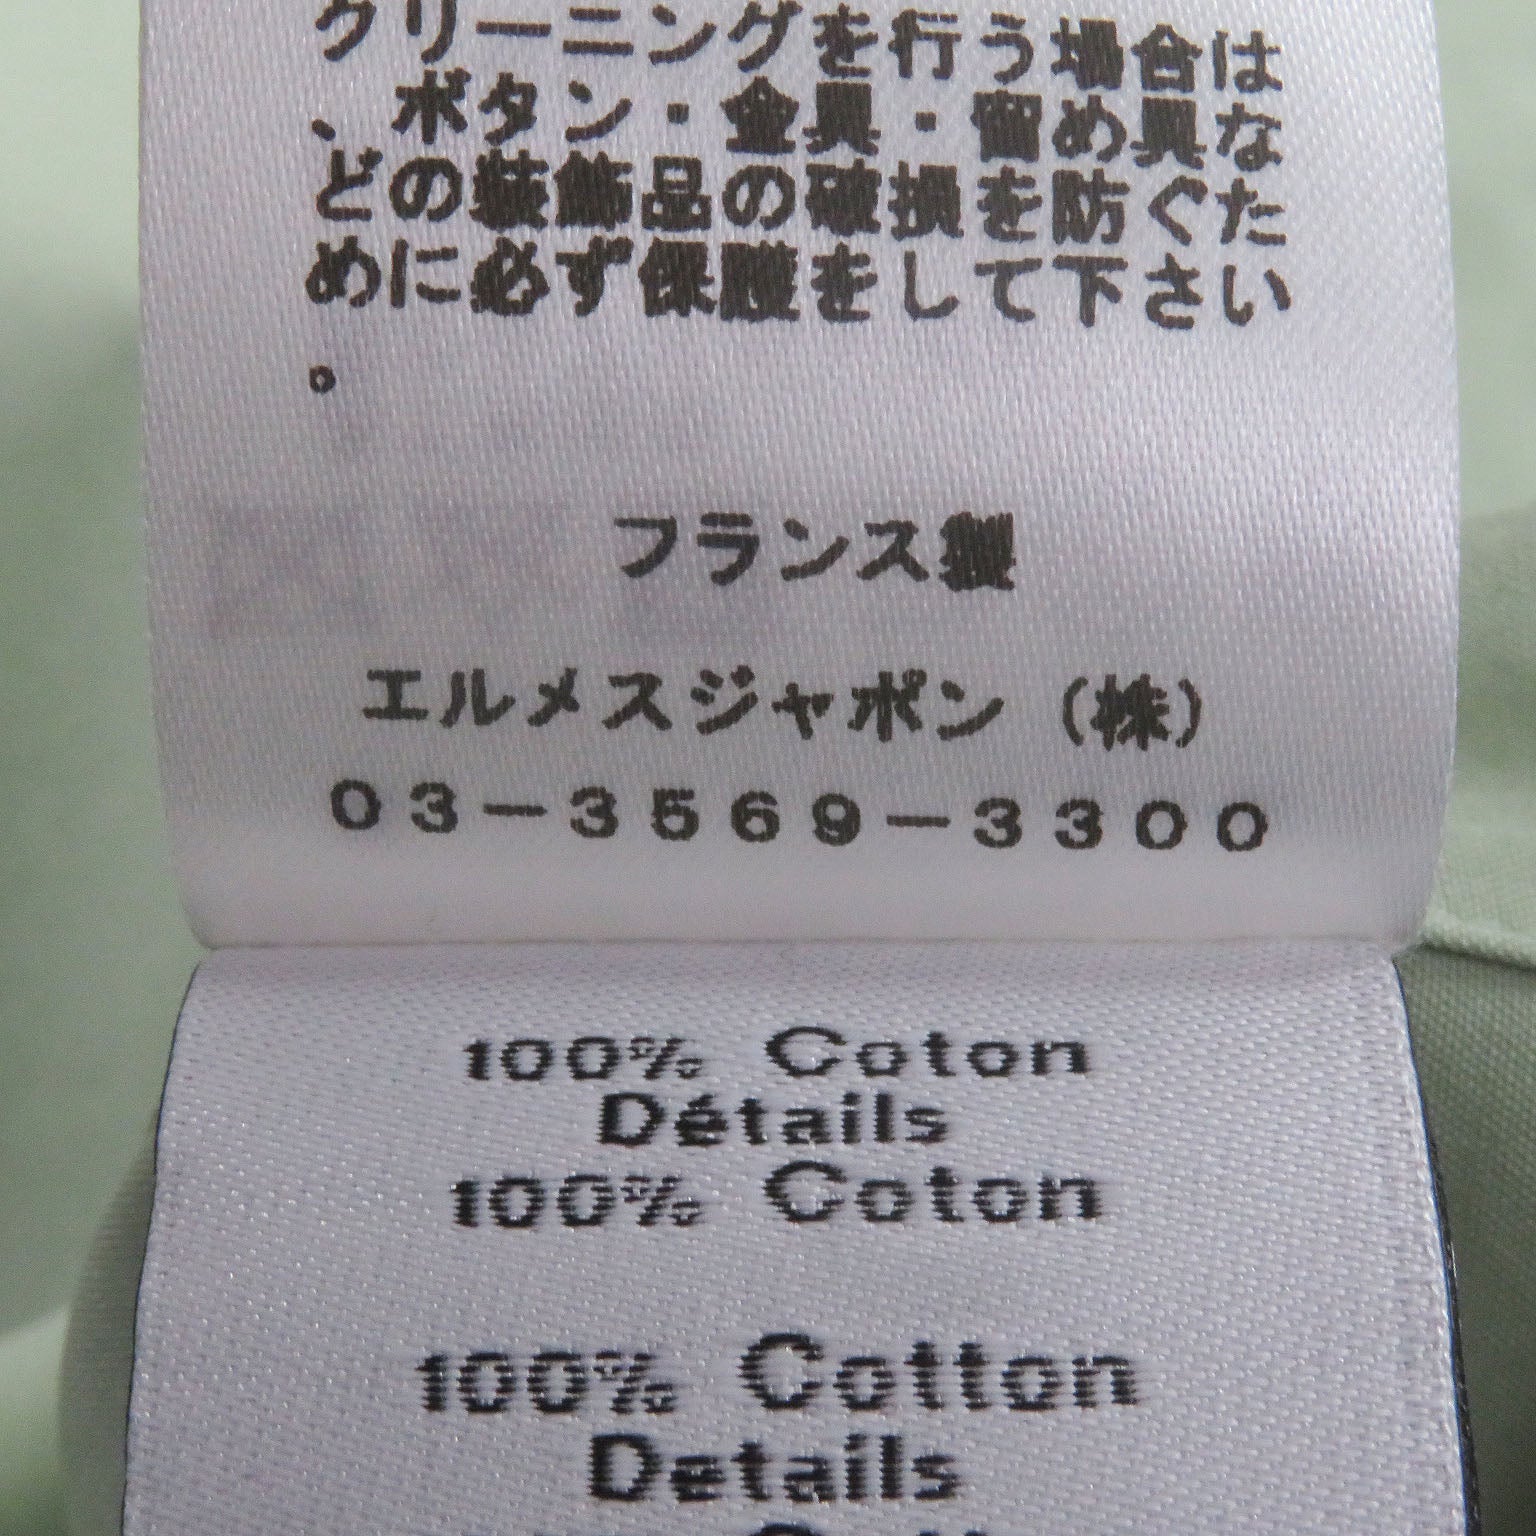 クリーニングを行う場合は
、ボタン・金具・留め具な
どの装飾品の破損を防ぐた
めに必ず保護をして下さい
。
フランス製
エルメスジャポン（株）
０３－３５６９－３３００
100% Coton
Détails
100% Coton
100% Cotton
Details